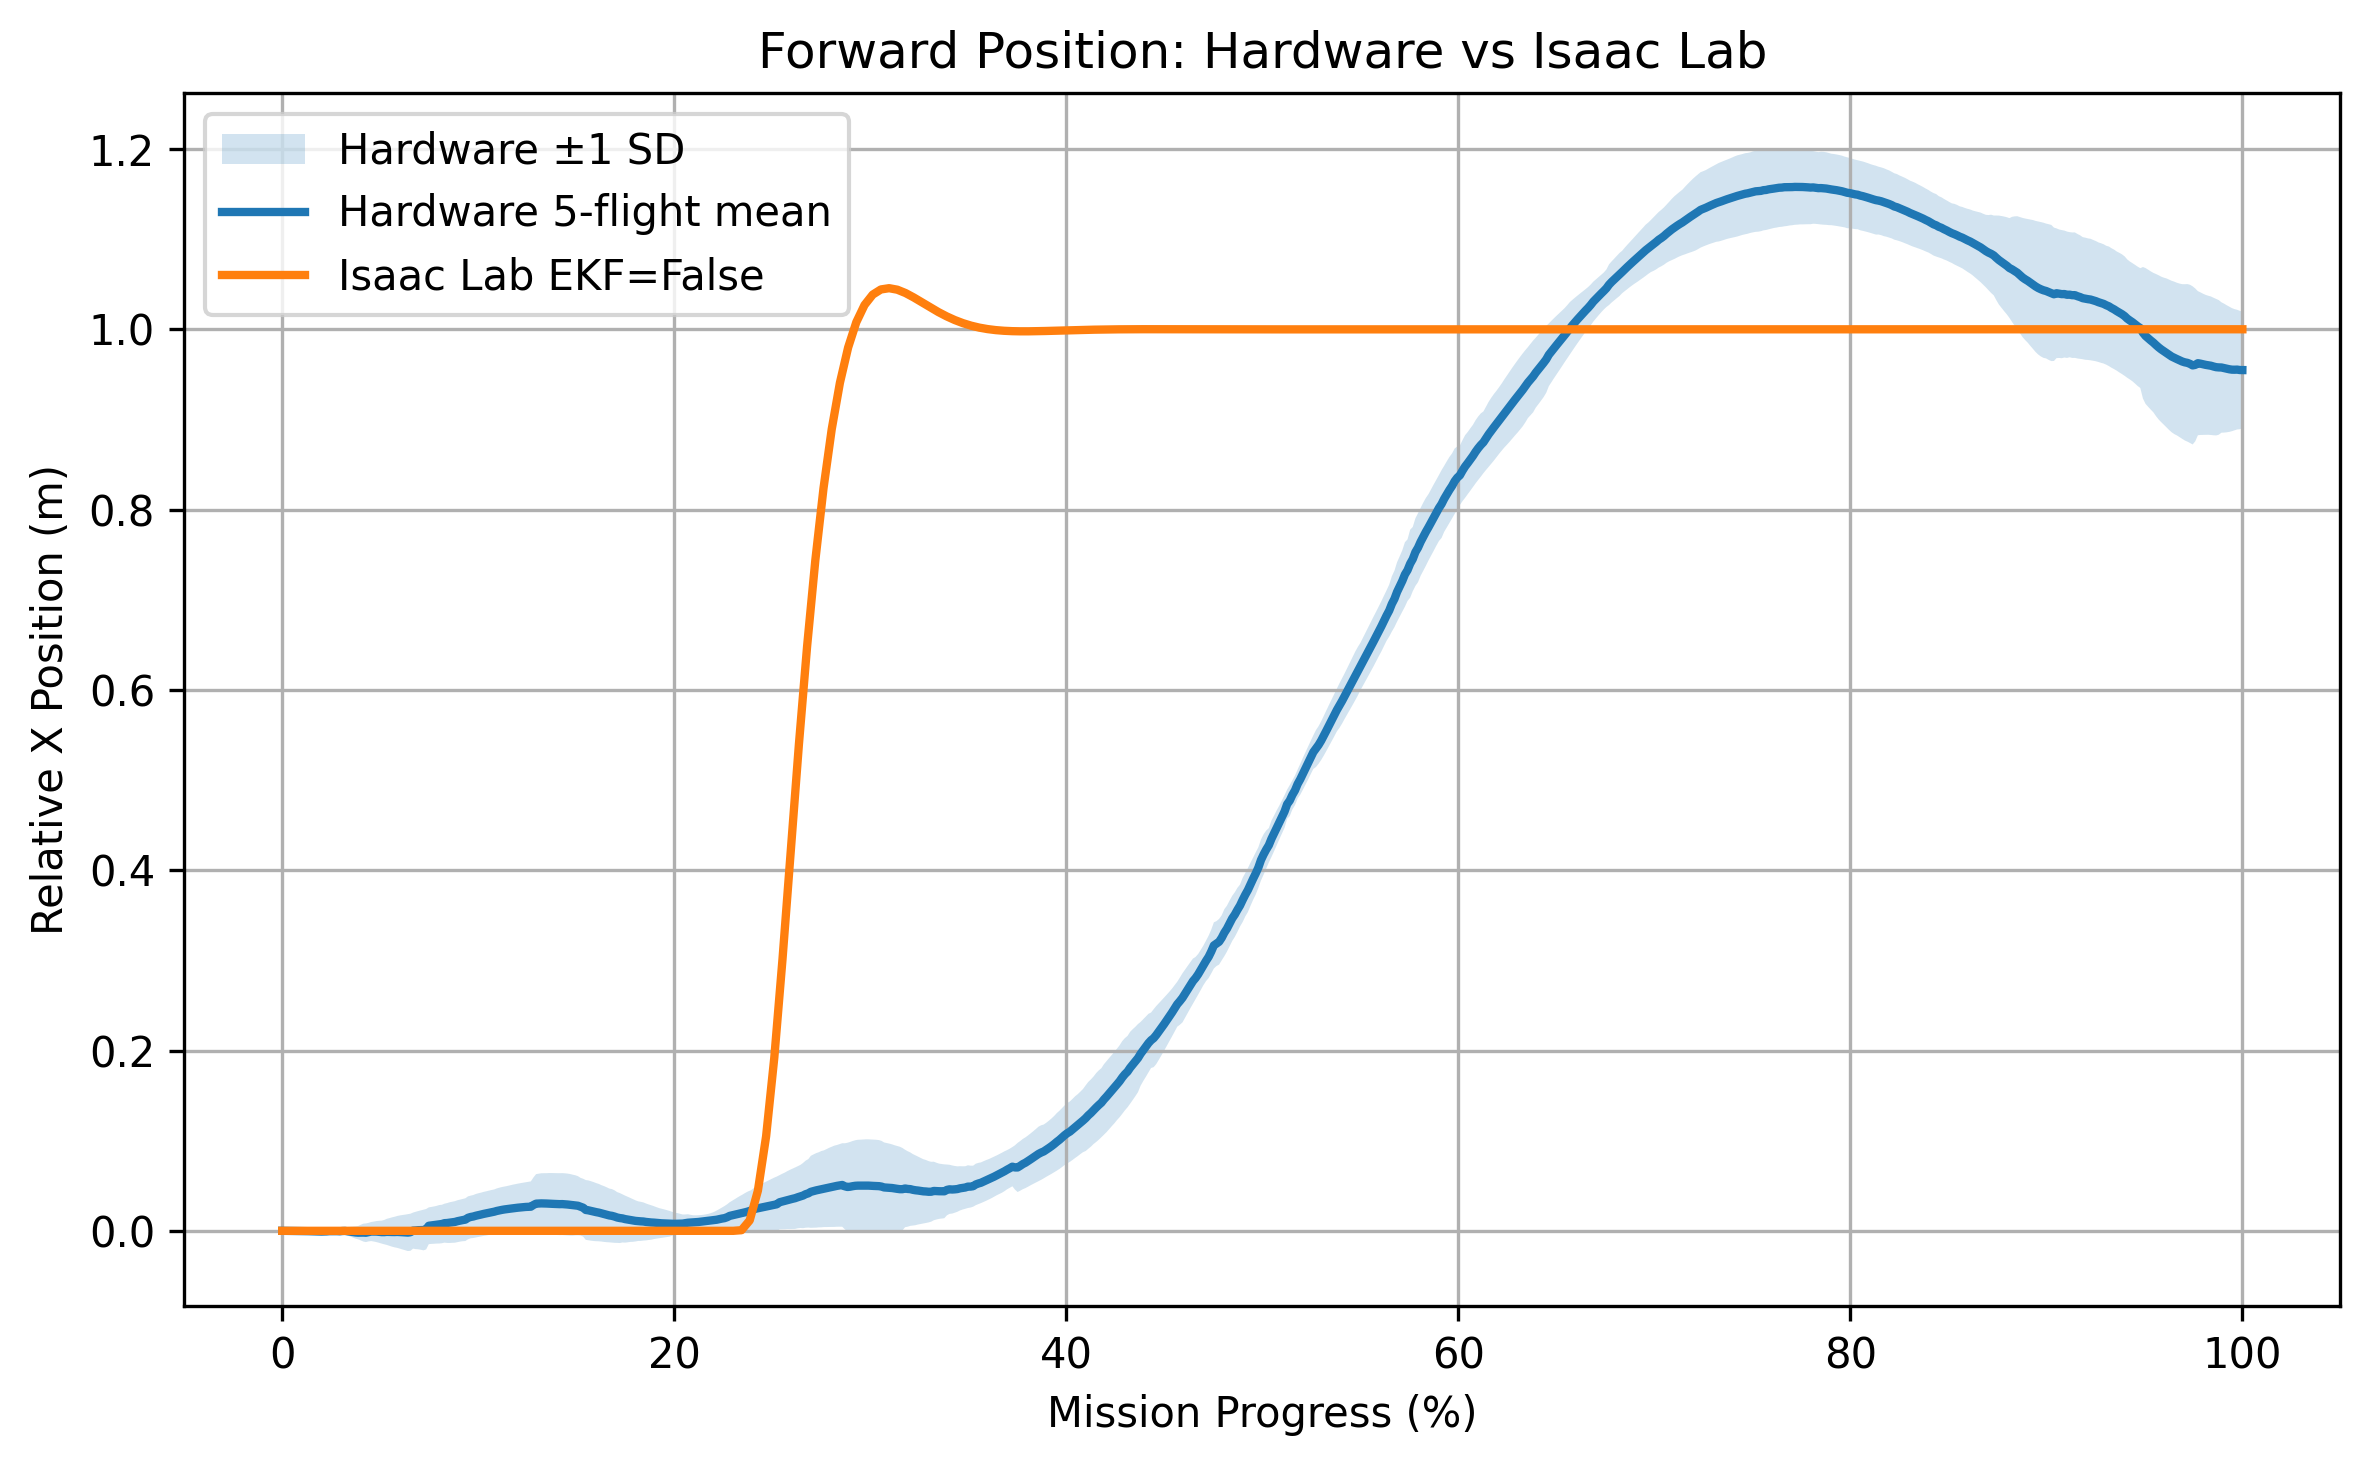 Forward Position: Hardware vs Isaac Lab
Hardware ±1 SD
Hardware 5-flight mean
Isaac Lab EKF=False
Relative X Position (m)
1.2
1.0
0.8
0.6
0.4
0.2
0.0
0 20 40 60 80 100
Mission Progress (%)